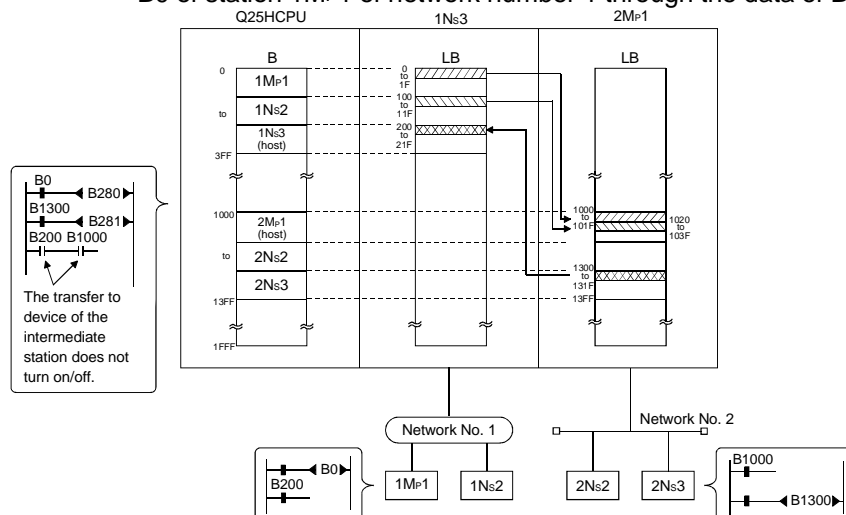 B0 of station 1MP1 of network number 1 through the data of B
Q25HCPU
1NS3
2MP1
B
LB
LB
0
to
3FF
1MP1
1NS2
1NS3
(host)
0
to
1F
100
to
11F
200
to
21F
B0
B280
B1300
B281
B200 B1000
The transfer to
device of the
intermediate
station does not
turn on/off.
1000
to
13FF
1FFF
2MP1
(host)
2NS2
2NS3
1000
to
101F
1020
to
103F
1300
to
131F
13FF
Network No. 1
Network No. 2
B0
B200
1MP1
1NS2
2NS2
2NS3
B1000
B1300